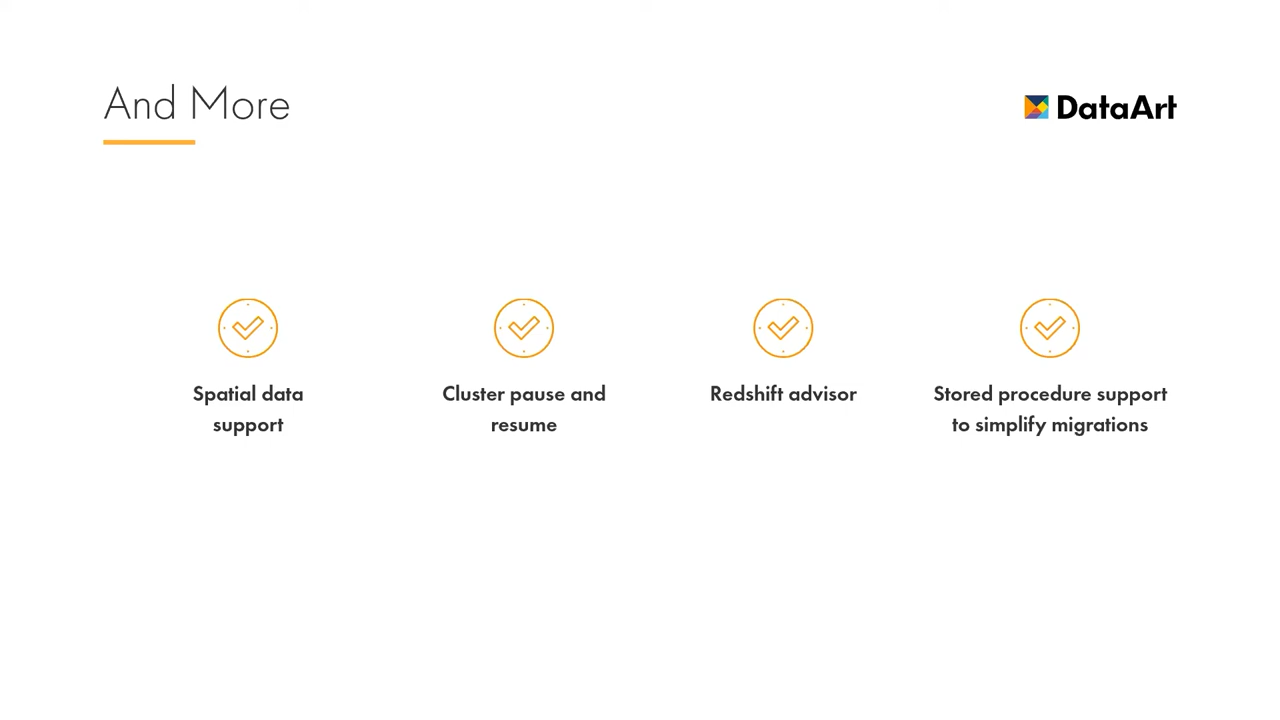 And More
DataArt
Spatial data
support
Cluster pause and
resume
Redshift advisor
Stored procedure support
to simplify migrations